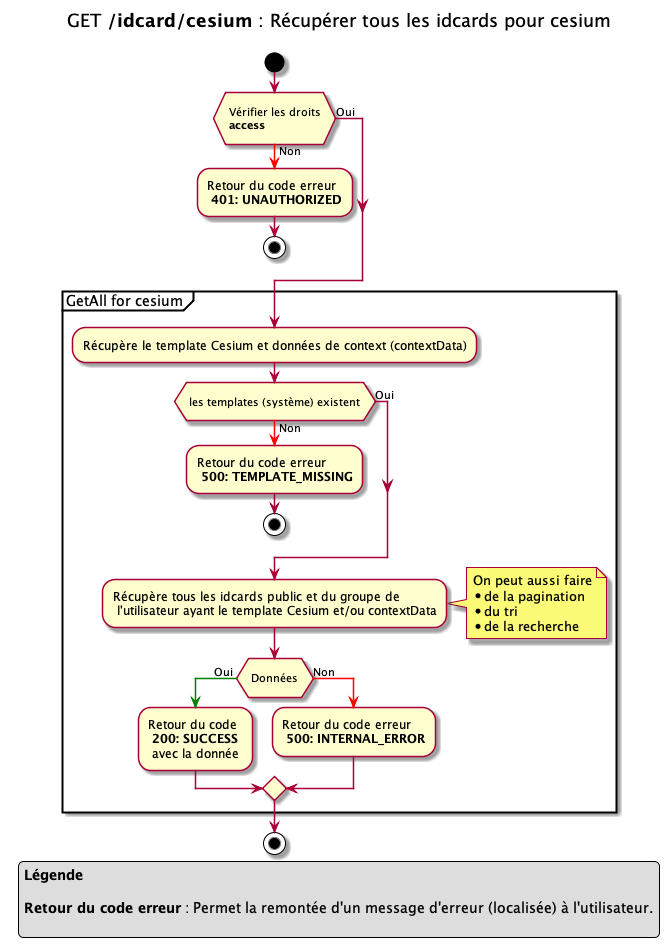 GET /idcard/cesium : Récupérer tous les idcards pour cesium
Vérifier les droits
access
Oui
Non
Retour du code erreur
401: UNAUTHORIZED
GetAll for cesium
Récupère le template Cesium et données de context (contextData)
les templates (système) existent
Oui
Non
Retour du code erreur
500: TEMPLATE_MISSING
Récupère tous les idcards public et du groupe de
l'utilisateur ayant le template Cesium et/ou contextData
On peut aussi faire
• de la pagination
• du tri
• de la recherche
Oui
Données
Non
Retour du code
200: SUCCESS
avec la donnée
Retour du code erreur
500: INTERNAL_ERROR
Légende
Retour du code erreur : Permet la remontée d'un message d'erreur (localisée) à l'utilisateur.